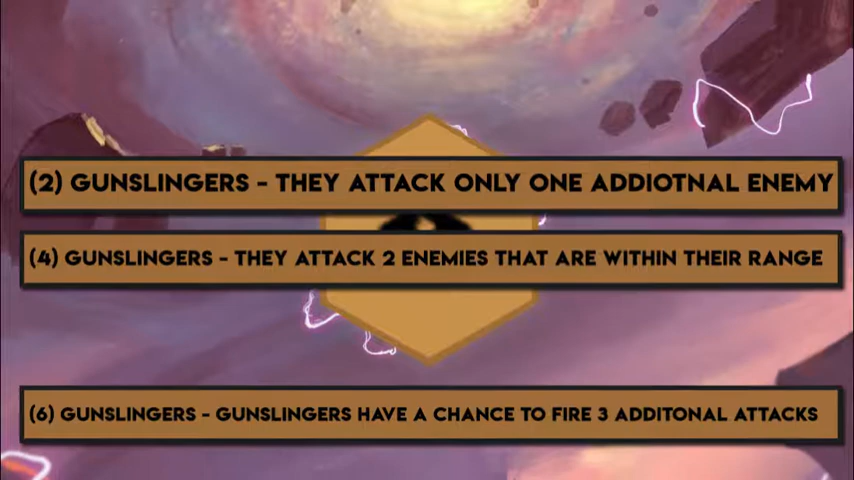 (2) GUNSLINGERS - THEY ATTACK ONLY ONE ADDIOTNAL ENEMY
(4) GUNSLINGERS - THEY ATTACK 2 ENEMIES THAT ARE WITHIN THEIR RANGE
(6) GUNSLINGERS - GUNSLINGERS HAVE A CHANCE TO FIRE 3 ADDITONAL ATTACKS